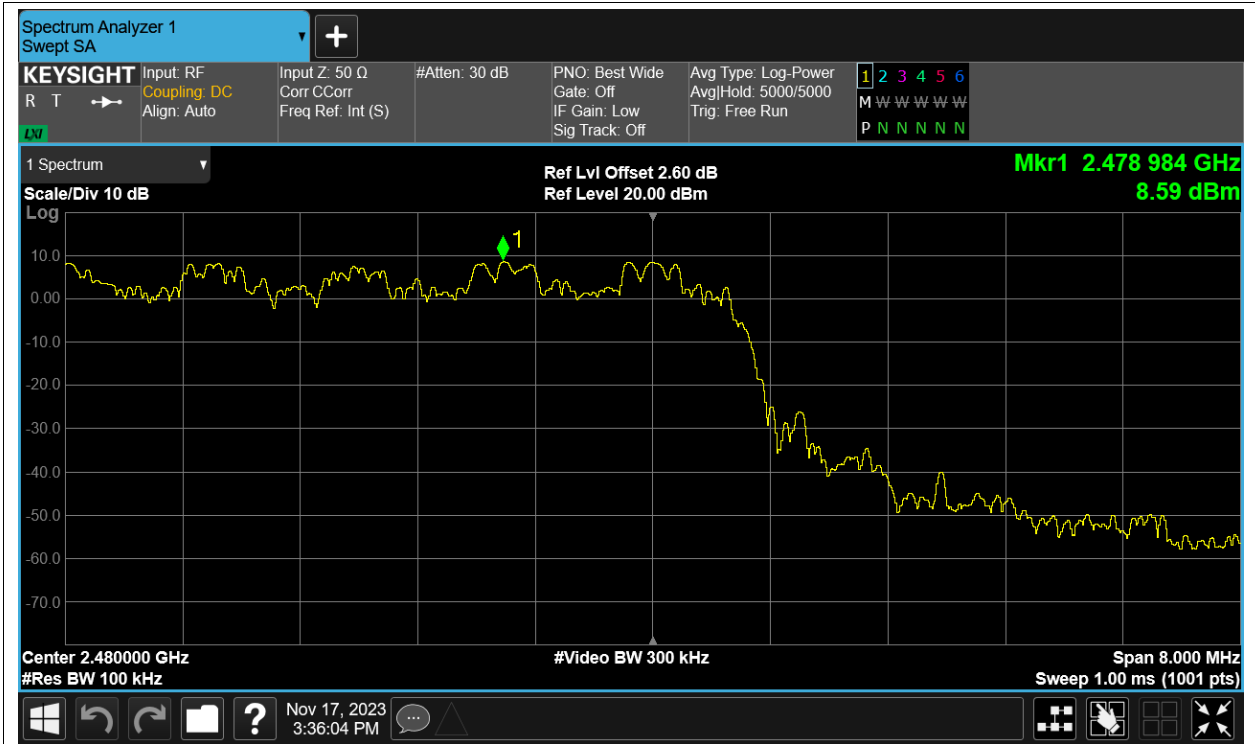 Spectrum Analyzer 1
Swept SA
+
KEYSIGHT
R T
LXI
Input: RF
Coupling: DC
Align: Auto
Input Z: 50 Ω
Corr CCorr
Freq Ref: Int (S)
#Atten: 30 dB
PNO: Best Wide
Gate: Off
IF Gain: Low
Sig Track: Off
Avg Type: Log-Power
Avg|Hold: 5000/5000
Trig: Free Run
1 2 3 4 5 6
M W W W W W
P N N N N N
1 Spectrum
Scale/Div 10 dB
Log
Ref Lvl Offset 2.60 dB
Ref Level 20.00 dBm
Mkr1 2.478 984 GHz
8.59 dBm
1
10.0
0.00
-10.0
-20.0
-30.0
-40.0
-50.0
-60.0
-70.0
Center 2.480000 GHz
#Res BW 100 kHz
#Video BW 300 kHz
Span 8.000 MHz
Sweep 1.00 ms (1001 pts)
?
Nov 17, 2023
3:36:04 PM